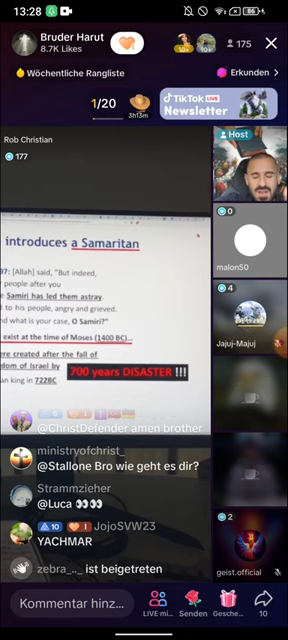 13:28
86
Bruder Harut
8.7K Likes
10+
10+
175
Wöchentliche Rangliste
Erkunden >
1/20
3h13m
TikTok LIVE
Newsletter
Rob Christian
177
Host
introduces a Samaritan
97: [Allah] said, "But indeed,
people after you
e Samiri has led them astray.
d to his people, angry and grieved.
nd what is your case, O Samiri?"
exist at the time of Moses (1400 BC)
ere created after the fall of
dom of Israel by
an king in 722BC
700 years DISASTER !!!
0
malon50
4
Jajuj-Majuj
10
@ChristDefender amen brother
ministryofchrist_
@Stallone Bro wie geht es dir?
Strammzieher
@Luca 👀👀
10
I
JojoSVW23
YACHMAR
zebra_.._ ist beigetreten
2
geist.official
Kommentar hinz...
LIVE mi...
Senden
Gesche...
10